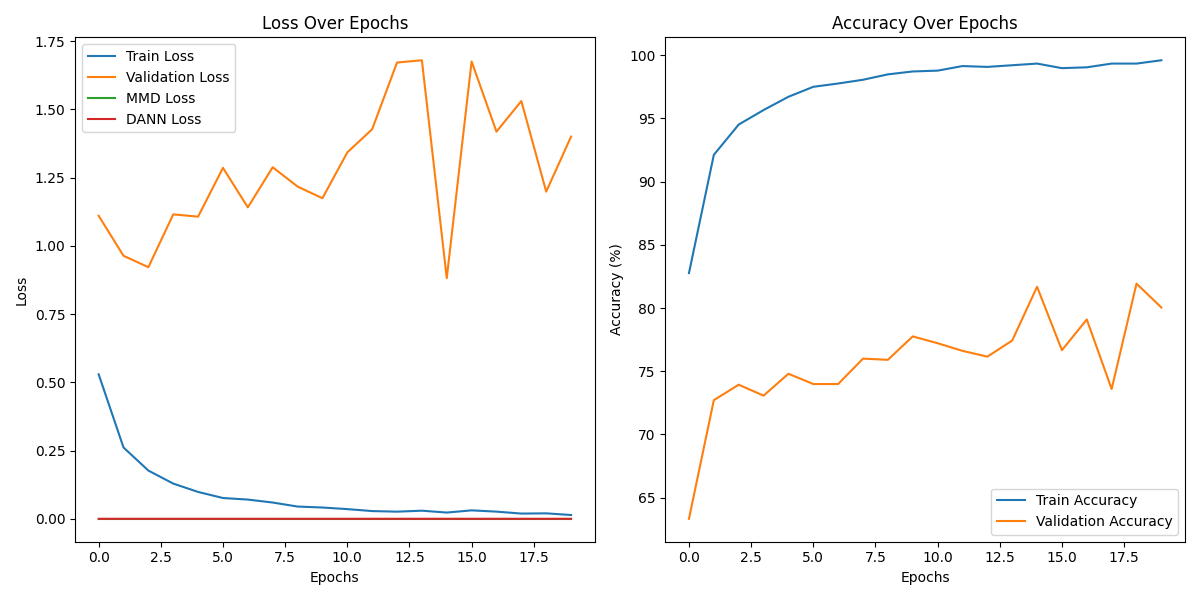 Loss Over Epochs
1.75
1.50
1.25
1.00
0.75
0.50
0.25
0.00
Loss
Train Loss
Validation Loss
MMD Loss
DANN Loss
0.0 2.5 5.0 7.5 10.0 12.5 15.0 17.5
Epochs
Accuracy Over Epochs
100
95
90
85
80
75
70
65
Accuracy (%)
Train Accuracy
Validation Accuracy
0.0 2.5 5.0 7.5 10.0 12.5 15.0 17.5
Epochs